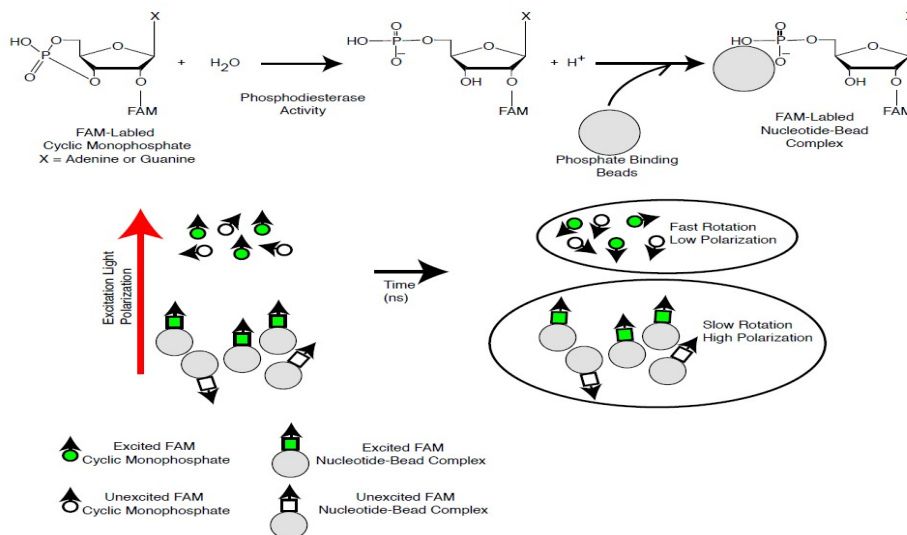 X
HO
P
O
O
O
O
O
FAM
FAM-Labled
Cyclic Monophosphate
X = Adenine or Guanine
+ H₂O
Phosphodiesterase
Activity
X
O
HO-P
O
O-
O
OH O
FAM
+ H⁺
Phosphate Binding
Beads
X
O
HO-P
O
O-
O
OH O
FAM
FAM-Labled
Nucleotide-Bead
Complex
Excitation Light
Polarization
Time
(ns)
Fast Rotation
Low Polarization
Slow Rotation
High Polarization
Excited FAM
Cyclic Monophosphate
Excited FAM
Nucleotide-Bead Complex
Unexcited FAM
Cyclic Monophosphate
Unexcited FAM
Nucleotide-Bead Complex